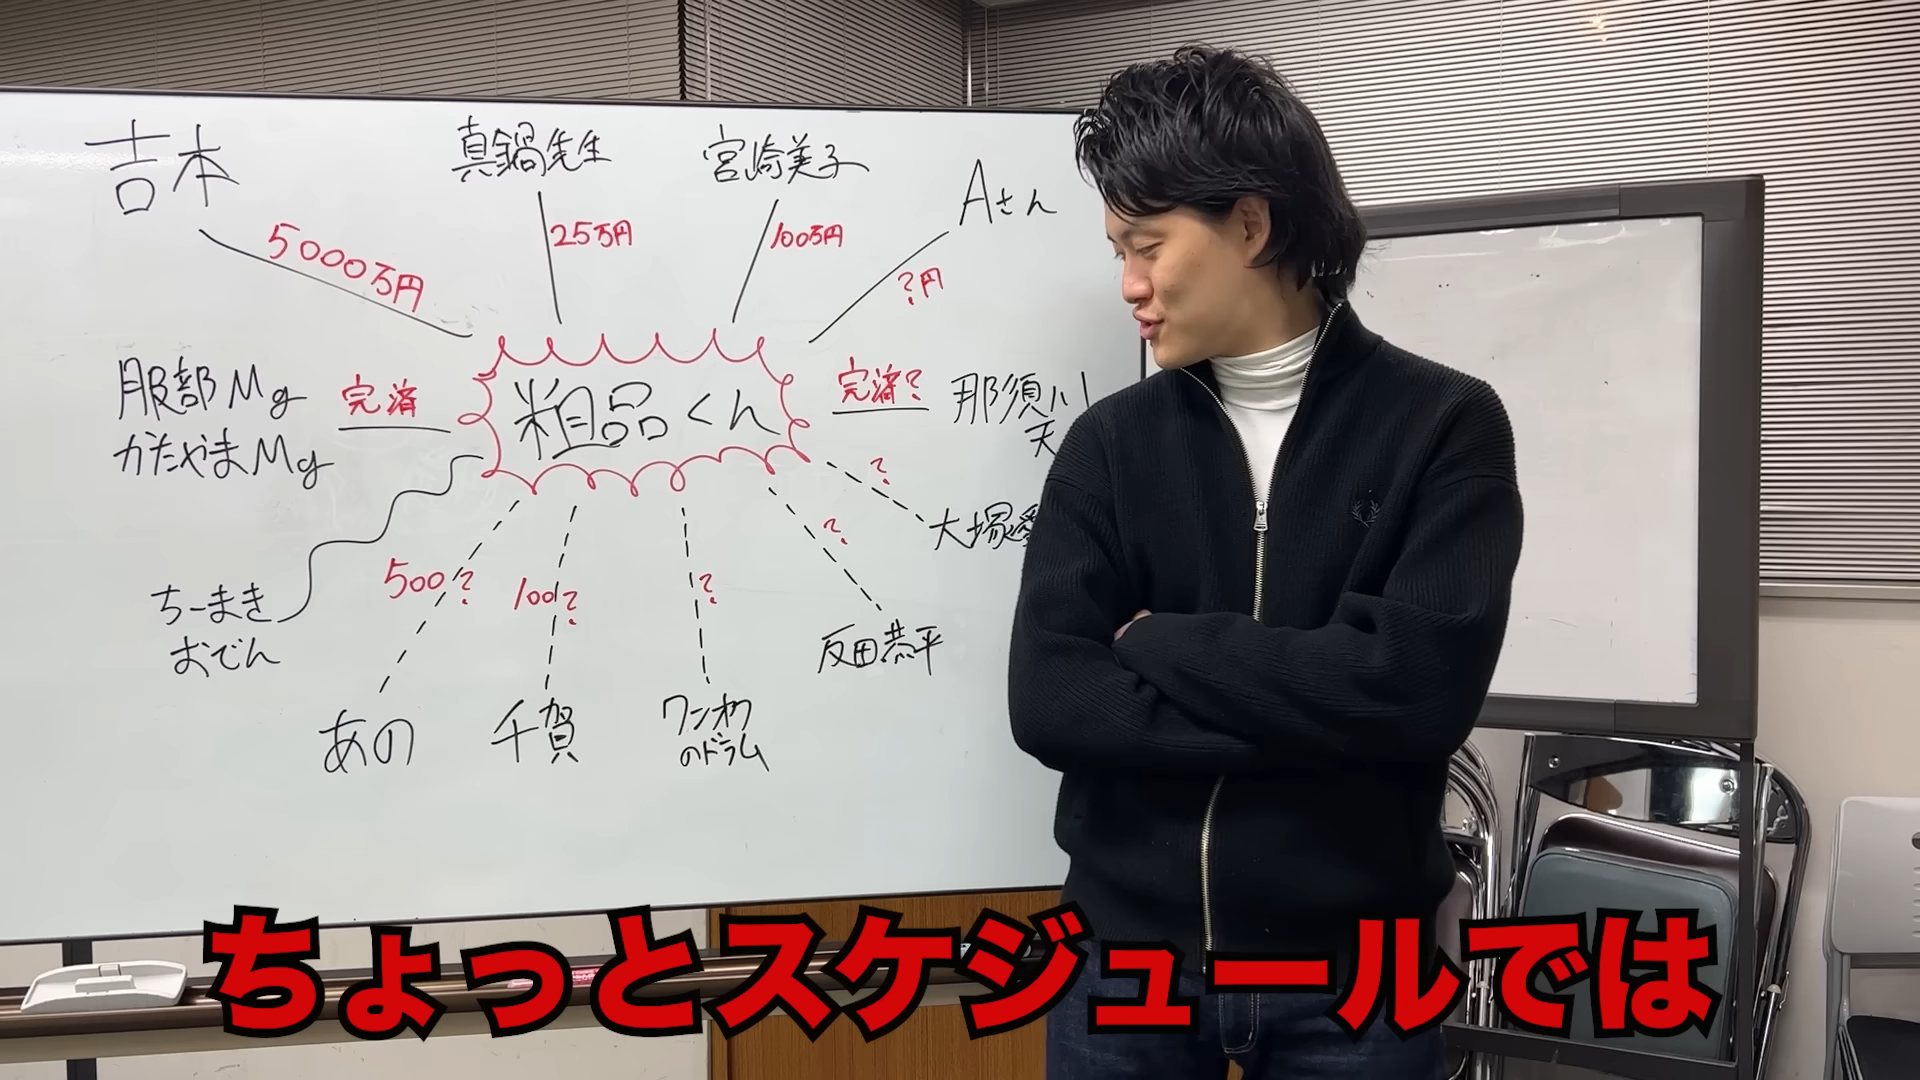 吉本
真鍋先生
宮崎美子
Aさん
5000万円
25万円
100万円
?円
服部Mg
かたやまMg
完済
粗品くん
完済?
那須川
天
?
大塚愛
500?
100?
?
?
ちーまき
おでん
反田恭平
あの
千賀
ワンオク
のドラム
ちょっとスケジュールでは